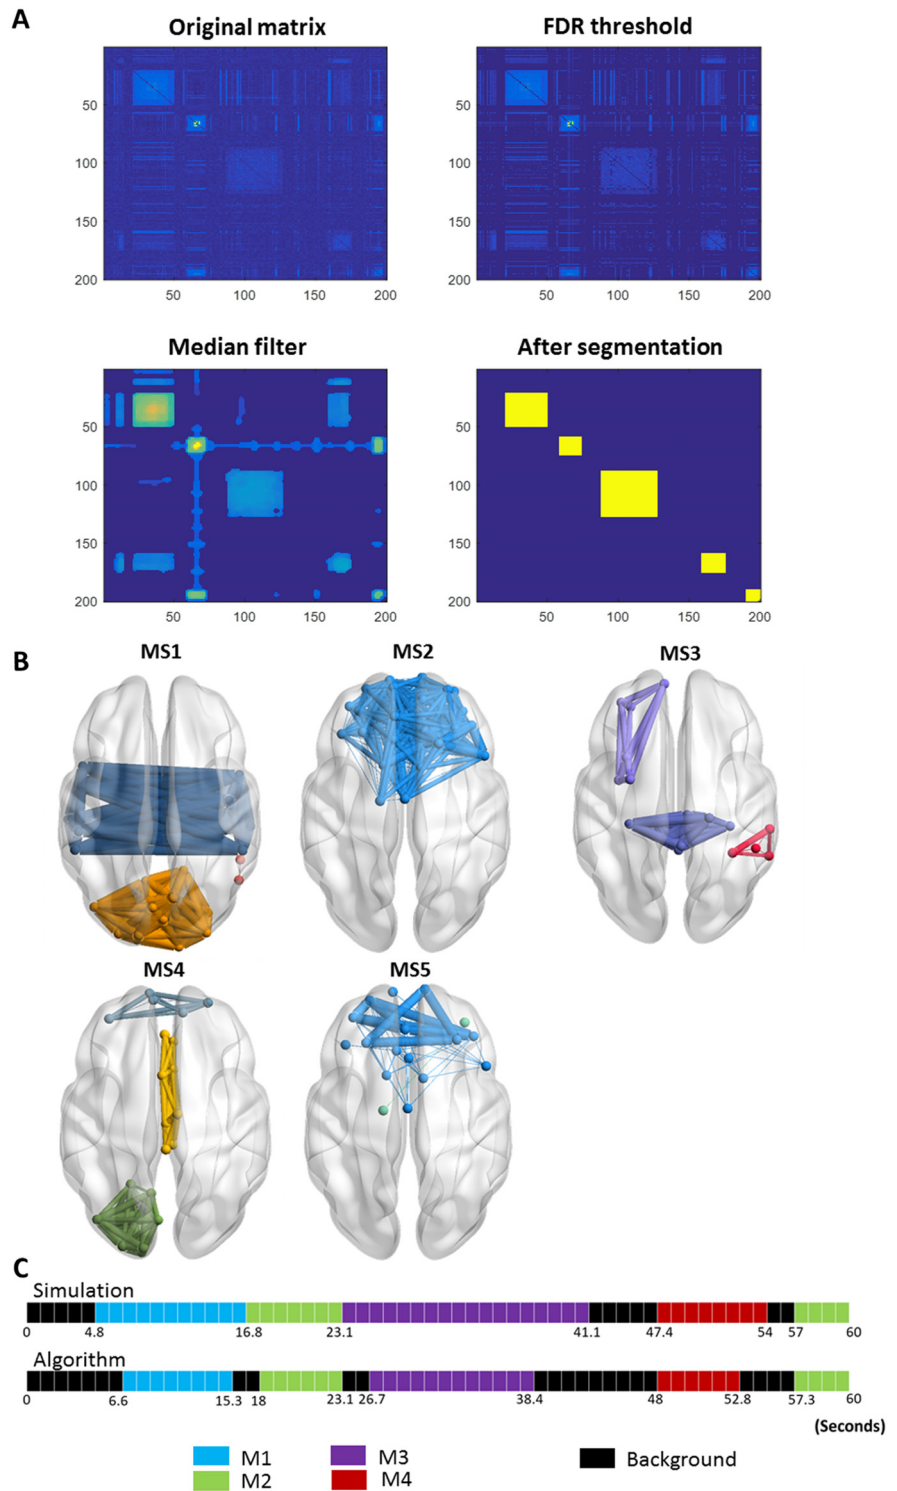 A
Original matrix
FDR threshold
50
100
150
200
50 100 150 200
50
100
150
200
50 100 150 200
Median filter
After segmentation
50
100
150
200
50 100 150 200
50
100
150
200
50 100 150 200
B
MS1
MS2
MS3
MS4
MS5
C
Simulation
0 4.8 16.8 23.1 41.1 47.4 54 57 60
Algorithm
0 6.6 15.3 18 23.1 26.7 38.4 48 52.8 57.3 60
(Seconds)
M1 M3 Background
M2 M4